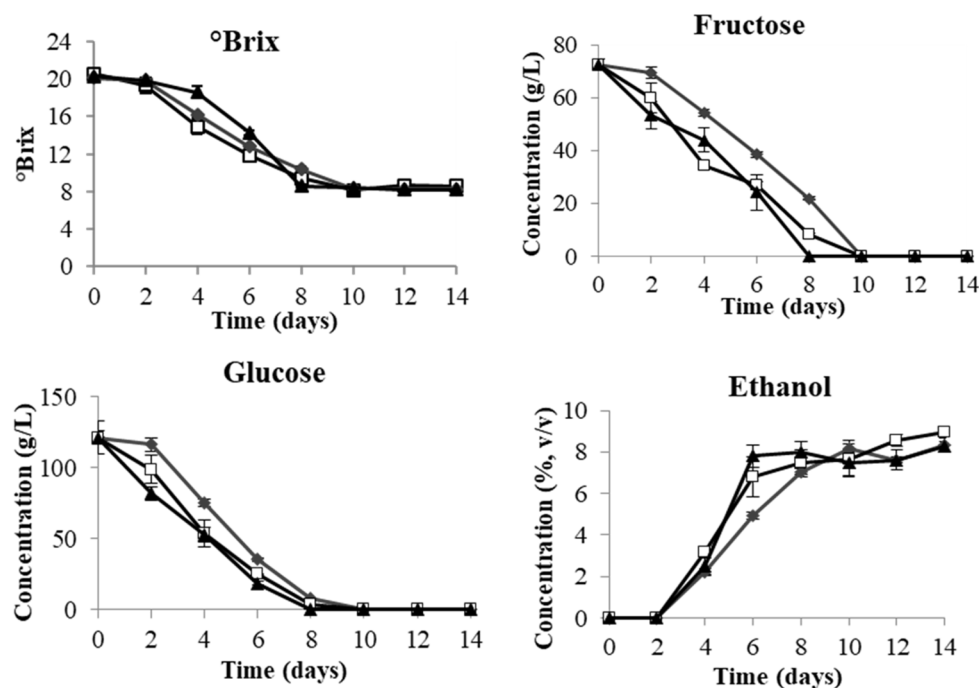 °Brix
24
20
16
12
8
4
0
°Brix
0 2 4 6 8 10 12 14
Time (days)
Fructose
80
60
40
20
0
Concentration (g/L)
0 2 4 6 8 10 12 14
Time (days)
Glucose
150
100
50
0
Concentration (g/L)
0 2 4 6 8 10 12 14
Time (days)
Ethanol
10
8
6
4
2
0
Concentration (%, v/v)
0 2 4 6 8 10 12 14
Time (days)